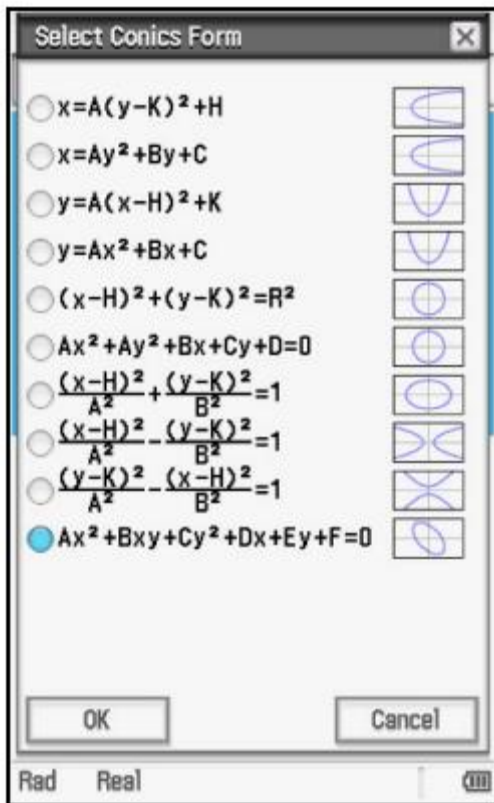 Select Conics Form
x=A(y-K)²+H
x=Ay²+By+C
y=A(x-H)²+K
y=Ax²+Bx+C
(x-H)²+(y-K)²=R²
Ax²+Ay²+Bx+Cy+D=0
(x-H)²/A²+(y-K)²/B²=1
(x-H)²/A²-(y-K)²/B²=1
(y-K)²/A²-(x-H)²/B²=1
Ax²+Bxy+Cy²+Dx+Ey+F=0
OK Cancel
Rad Real